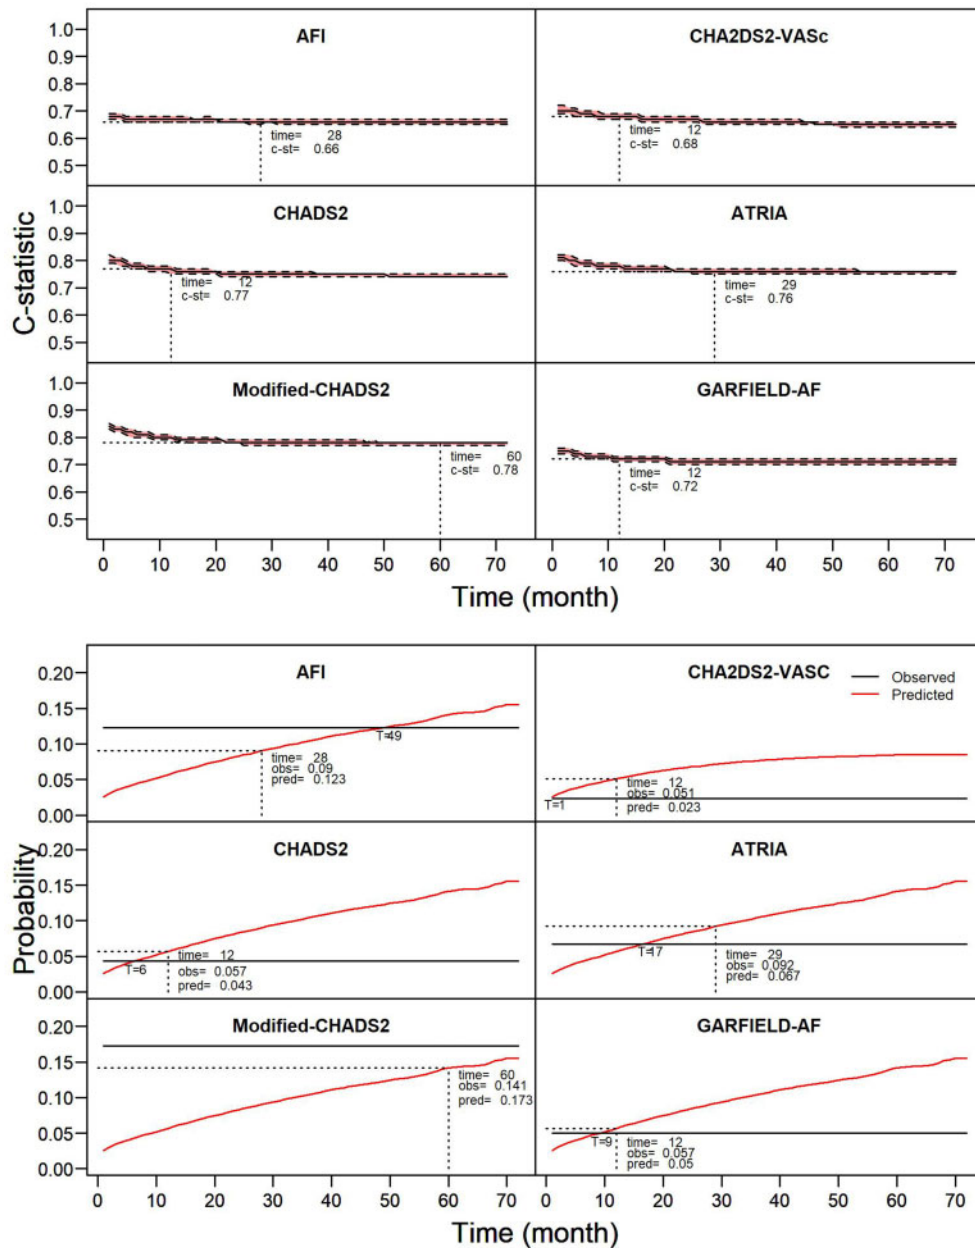 AFI
CHA2DS2-VASc
1.0
0.9
0.8
0.7
0.6
0.5
time= 28
c-st= 0.66
time= 12
c-st= 0.68
CHADS2
ATRIA
1.0
0.9
0.8
0.7
0.6
0.5
time= 12
c-st= 0.77
time= 29
c-st= 0.76
C-statistic
Modified-CHADS2
GARFIELD-AF
1.0
0.9
0.8
0.7
0.6
0.5
time= 60
c-st= 0.78
time= 12
c-st= 0.72
0 10 20 30 40 50 60 70 0 10 20 30 40 50 60 70
Time (month)
AFI
CHA2DS2-VASC
Observed
Predicted
0.20
0.15
0.10
0.05
0.00
T=49
time= 28
obs= 0.09
pred= 0.123
T=1
time= 12
obs= 0.051
pred= 0.023
CHADS2
ATRIA
0.20
0.15
0.10
0.05
0.00
T=6
time= 12
obs= 0.057
pred= 0.043
T=17
time= 29
obs= 0.092
pred= 0.067
Probability
Modified-CHADS2
GARFIELD-AF
0.20
0.15
0.10
0.05
0.00
time= 60
obs= 0.141
pred= 0.173
T=9
time= 12
obs= 0.057
pred= 0.05
0 10 20 30 40 50 60 70 0 10 20 30 40 50 60 70
Time (month)